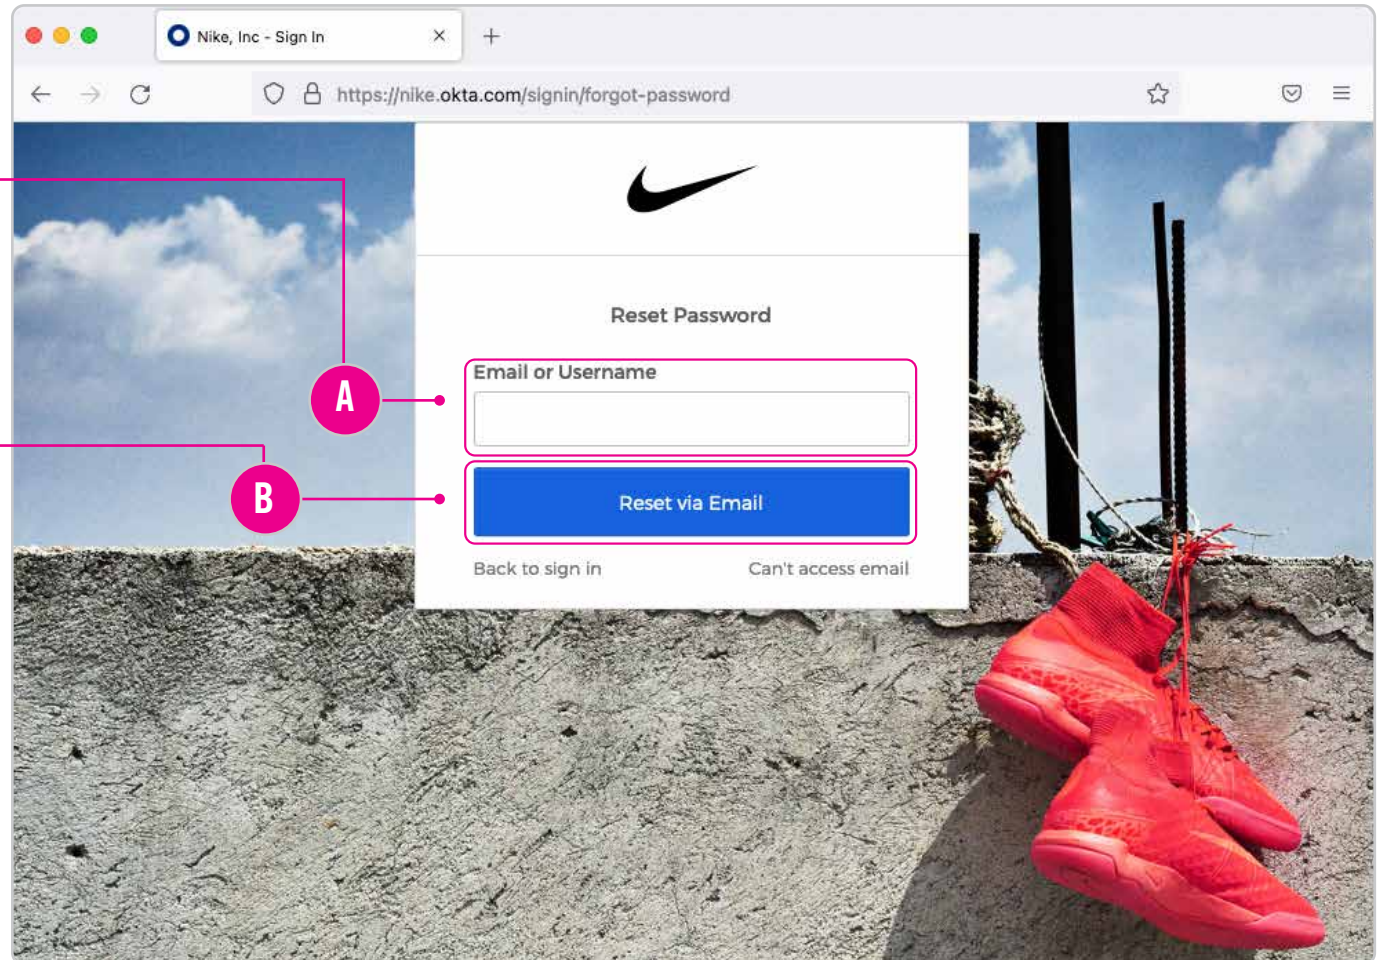 Nike, Inc - Sign In
https://nike.okta.com/signin/forgot-password
Reset Password
A
Email or Username
B
Reset via Email
Back to sign in
Can't access email